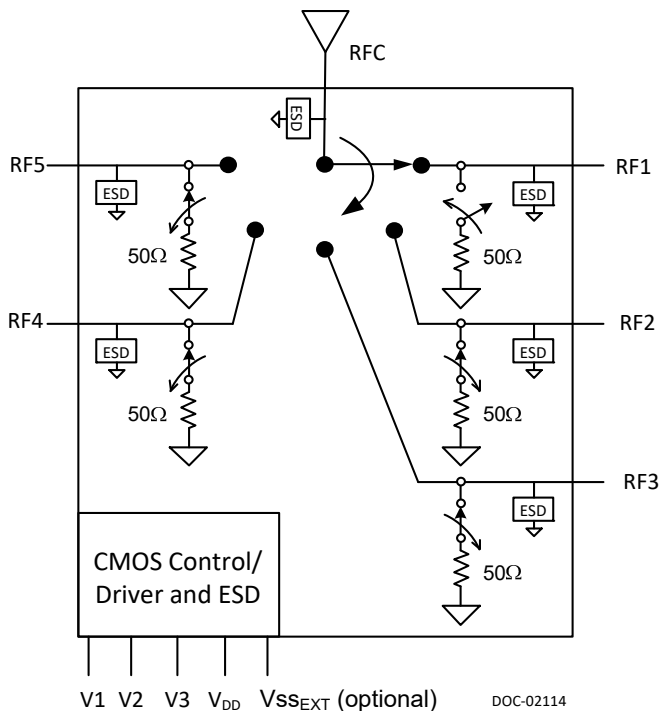 RFC
ESD
RF5
RF1
ESD
ESD
50Ω
50Ω
RF4
RF2
ESD
ESD
50Ω
50Ω
RF3
ESD
50Ω
CMOS Control/
Driver and ESD
V1 V2 V3 VDD VssEXT (optional)
DOC-02114